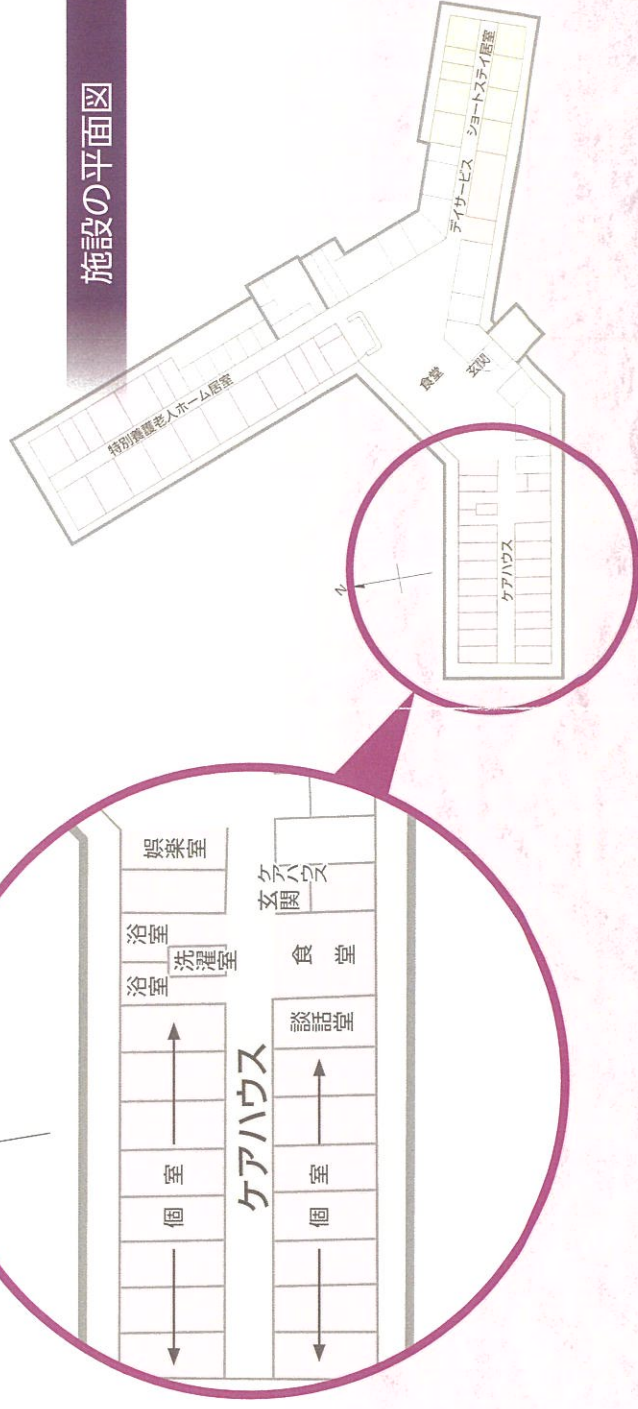 施設の平面図
特別養護老人ホーム居室
デイサービス ショートステイ居室
食堂
玄関
ケアハウス
N
娯楽室
浴室
洗濯室
浴室
ケアハウス玄関
食堂
談話堂
ケアハウス
個室
個室